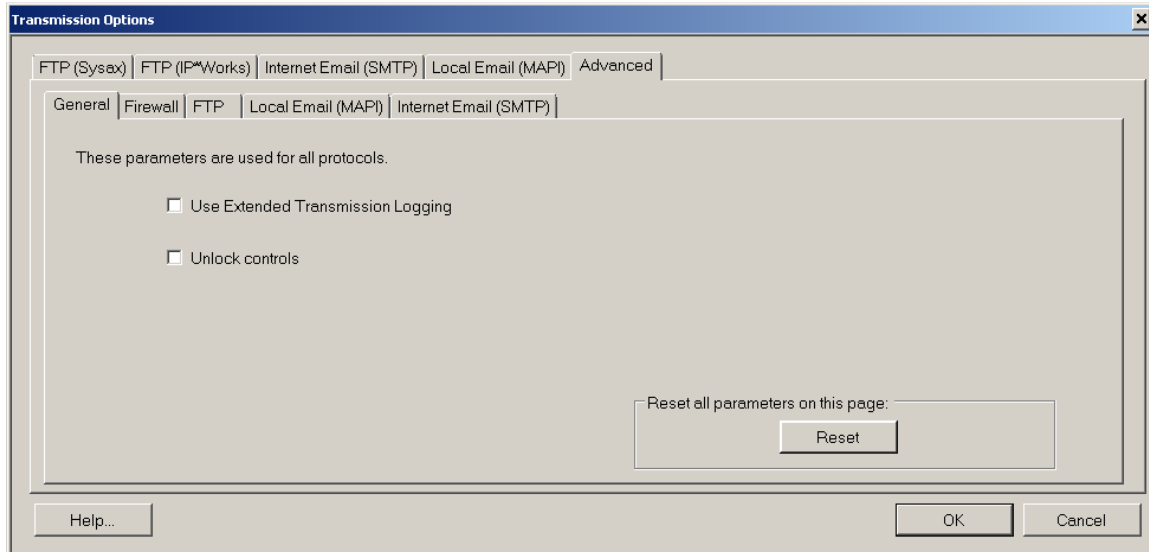 Transmission Options
FTP (Sysax) FTP (IP*Works) Internet Email (SMTP) Local Email (MAPI) Advanced
General Firewall FTP Local Email (MAPI) Internet Email (SMTP)
These parameters are used for all protocols.
Use Extended Transmission Logging
Unlock controls
Reset all parameters on this page:
Reset
Help... OK Cancel